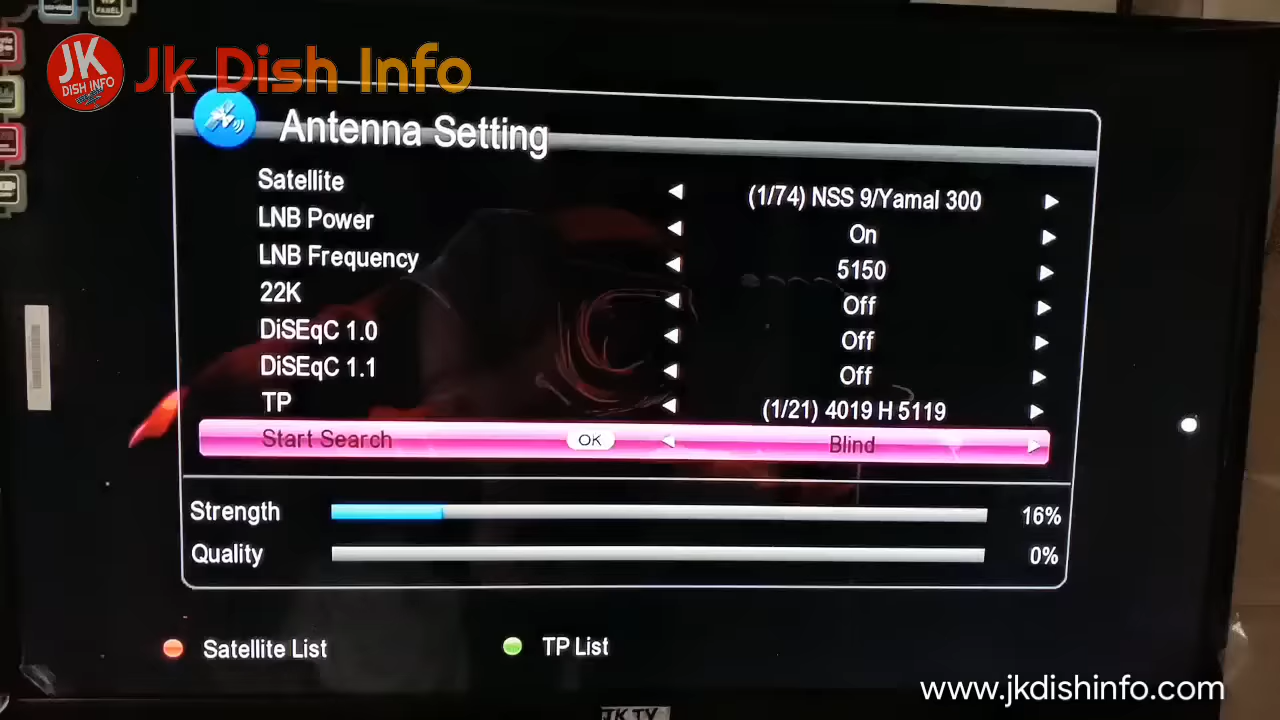 JK
DISH INFO
Jk Dish Info
Antenna Setting
Satellite (1/74) NSS 9/Yamal 300
LNB Power On
LNB Frequency 5150
22K Off
DiSEqC 1.0 Off
DiSEqC 1.1 Off
TP (1/21) 4019 H 5119
Start Search OK Blind
Strength 16%
Quality 0%
Satellite List TP List
www.jkdishinfo.com
JK TV